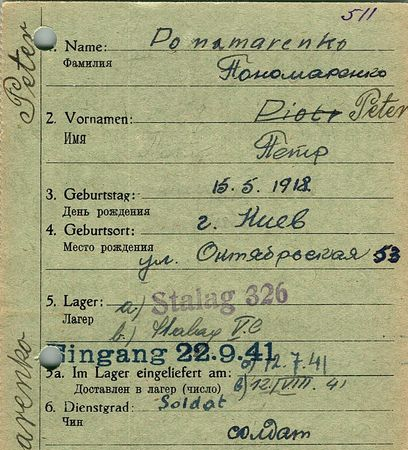 511
1. Name: Ponamarenko
Фамилия Пономаренко
2. Vornamen: Piotr Peter
Имя Петр
3. Geburtstag: 15. 5. 1918
День рождения
4. Geburtsort: г. Киев
Место рождения ул. Октябрьская 53
5. Lager: a.) Stalag 326
Лагер b.) Stalag V.C
Eingang 22.9.41
5a. Im Lager eingeliefert am: a) 12.7.41
Доставлен в лагер (число) b) 12.VIII. 41
6. Dienstgrad: Soldat
Чин солдат
Peter
arenko